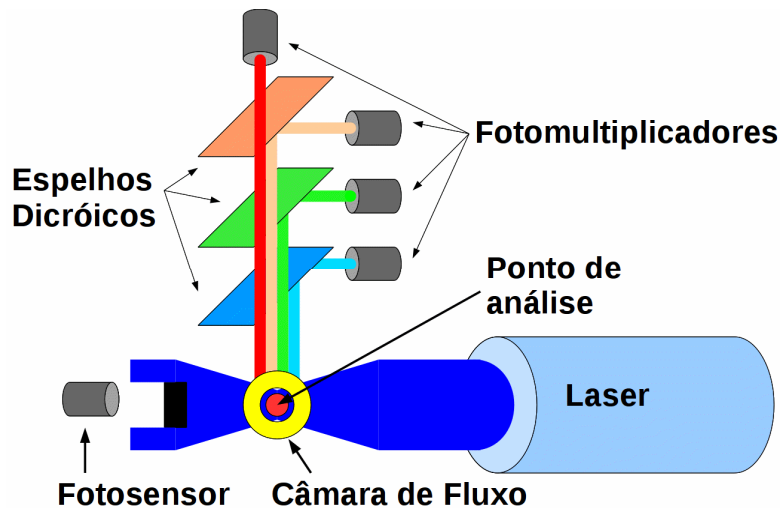 Fotomultiplicadores
Espelhos
Dicróicos
Ponto de
análise
Laser
Fotosensor
Câmara de Fluxo